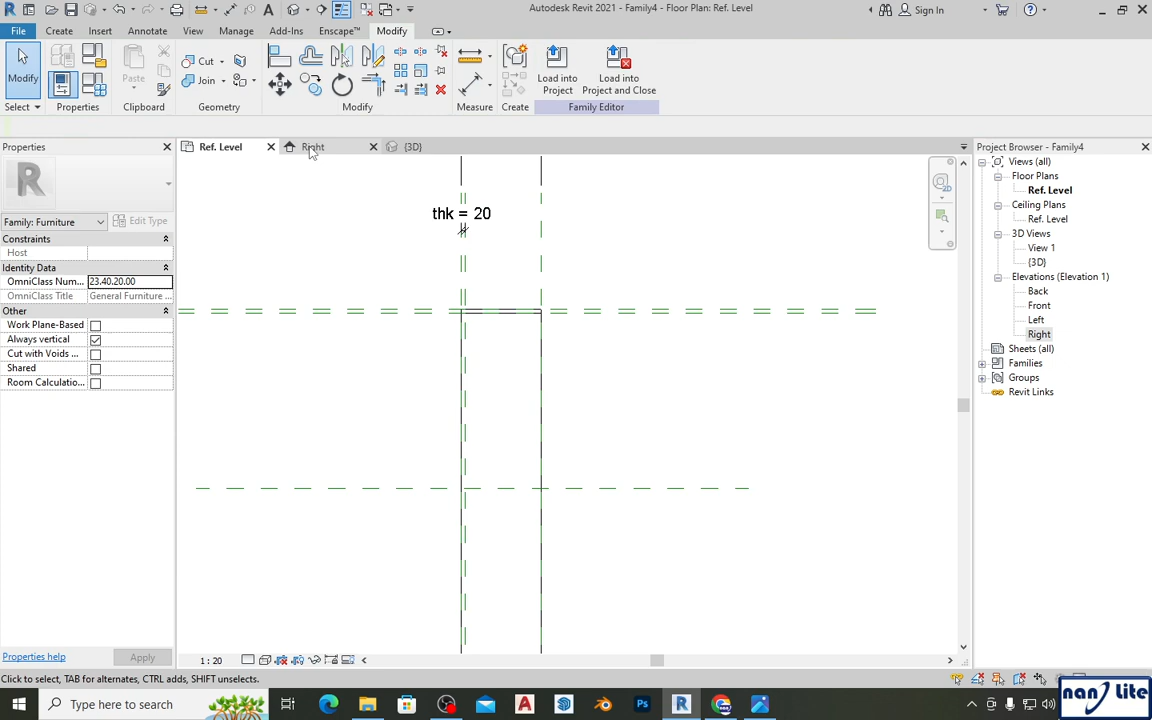 Autodesk Revit 2021 - Family4 - Floor Plan: Ref. Level
Sign In
File Create Insert Annotate View Manage Add-Ins Enscape™ Modify
Modify
Paste
Cut
Join
Load into Project
Load into Project and Close
Select Properties Clipboard Geometry Modify Measure Create Family Editor
Properties
Ref. Level Right {3D}
Project Browser - Family4
Family: Furniture
Edit Type
Constraints
Host
Identity Data
OmniClass Num... 23.40.20.00
OmniClass Title General Furniture ...
Other
Work Plane-Based
Always vertical
Cut with Voids ...
Shared
Room Calculatio...
thk = 20
Views (all)
Floor Plans
Ref. Level
Ceiling Plans
Ref. Level
3D Views
View 1
{3D}
Elevations (Elevation 1)
Back
Front
Left
Right
Sheets (all)
Families
Groups
Revit Links
Properties help
Apply
1 : 20
Click to select, TAB for alternates, CTRL adds, SHIFT unselects.
Type here to search
nan lite